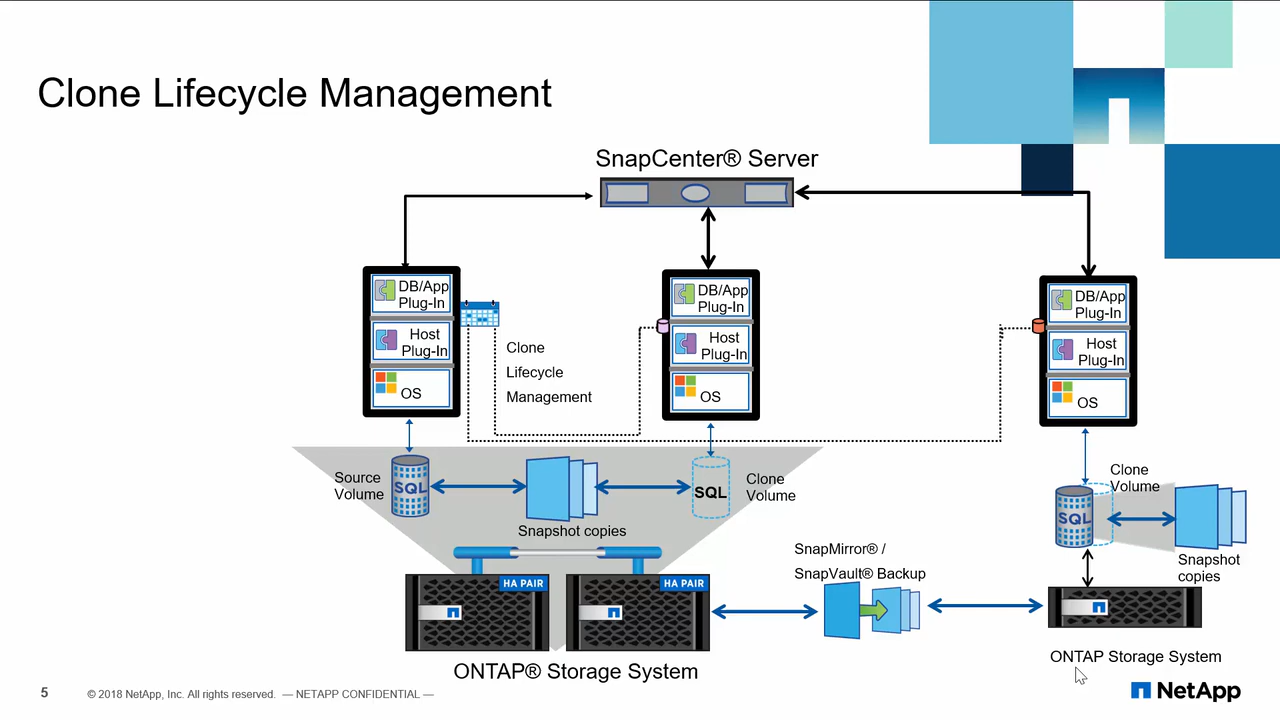 Clone Lifecycle Management
SnapCenter® Server
DB/App
Plug-In
Host
Plug-In
OS
Clone
Lifecycle
Management
DB/App
Plug-In
Host
Plug-In
OS
DB/App
Plug-In
Host
Plug-In
OS
Source
Volume
SQL
Snapshot copies
SQL
Clone
Volume
Clone
Volume
SQL
Snapshot
copies
SnapMirror® /
SnapVault® Backup
HA PAIR
HA PAIR
ONTAP® Storage System
ONTAP Storage System
5
© 2018 NetApp, Inc. All rights reserved. — NETAPP CONFIDENTIAL —
NetApp